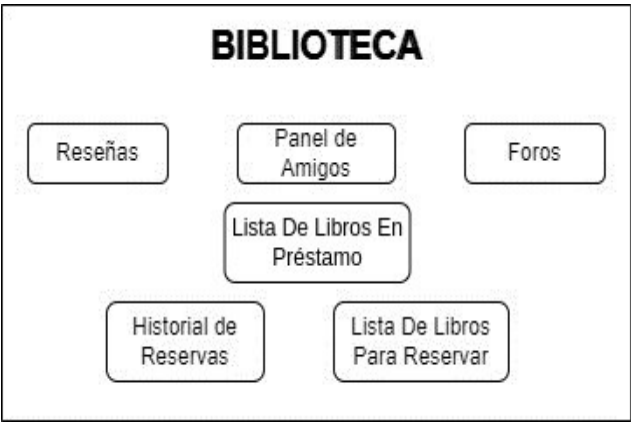 BIBLIOTECA
Reseñas
Panel de
Amigos
Foros
Lista De Libros En
Préstamo
Historial de
Reservas
Lista De Libros
Para Reservar